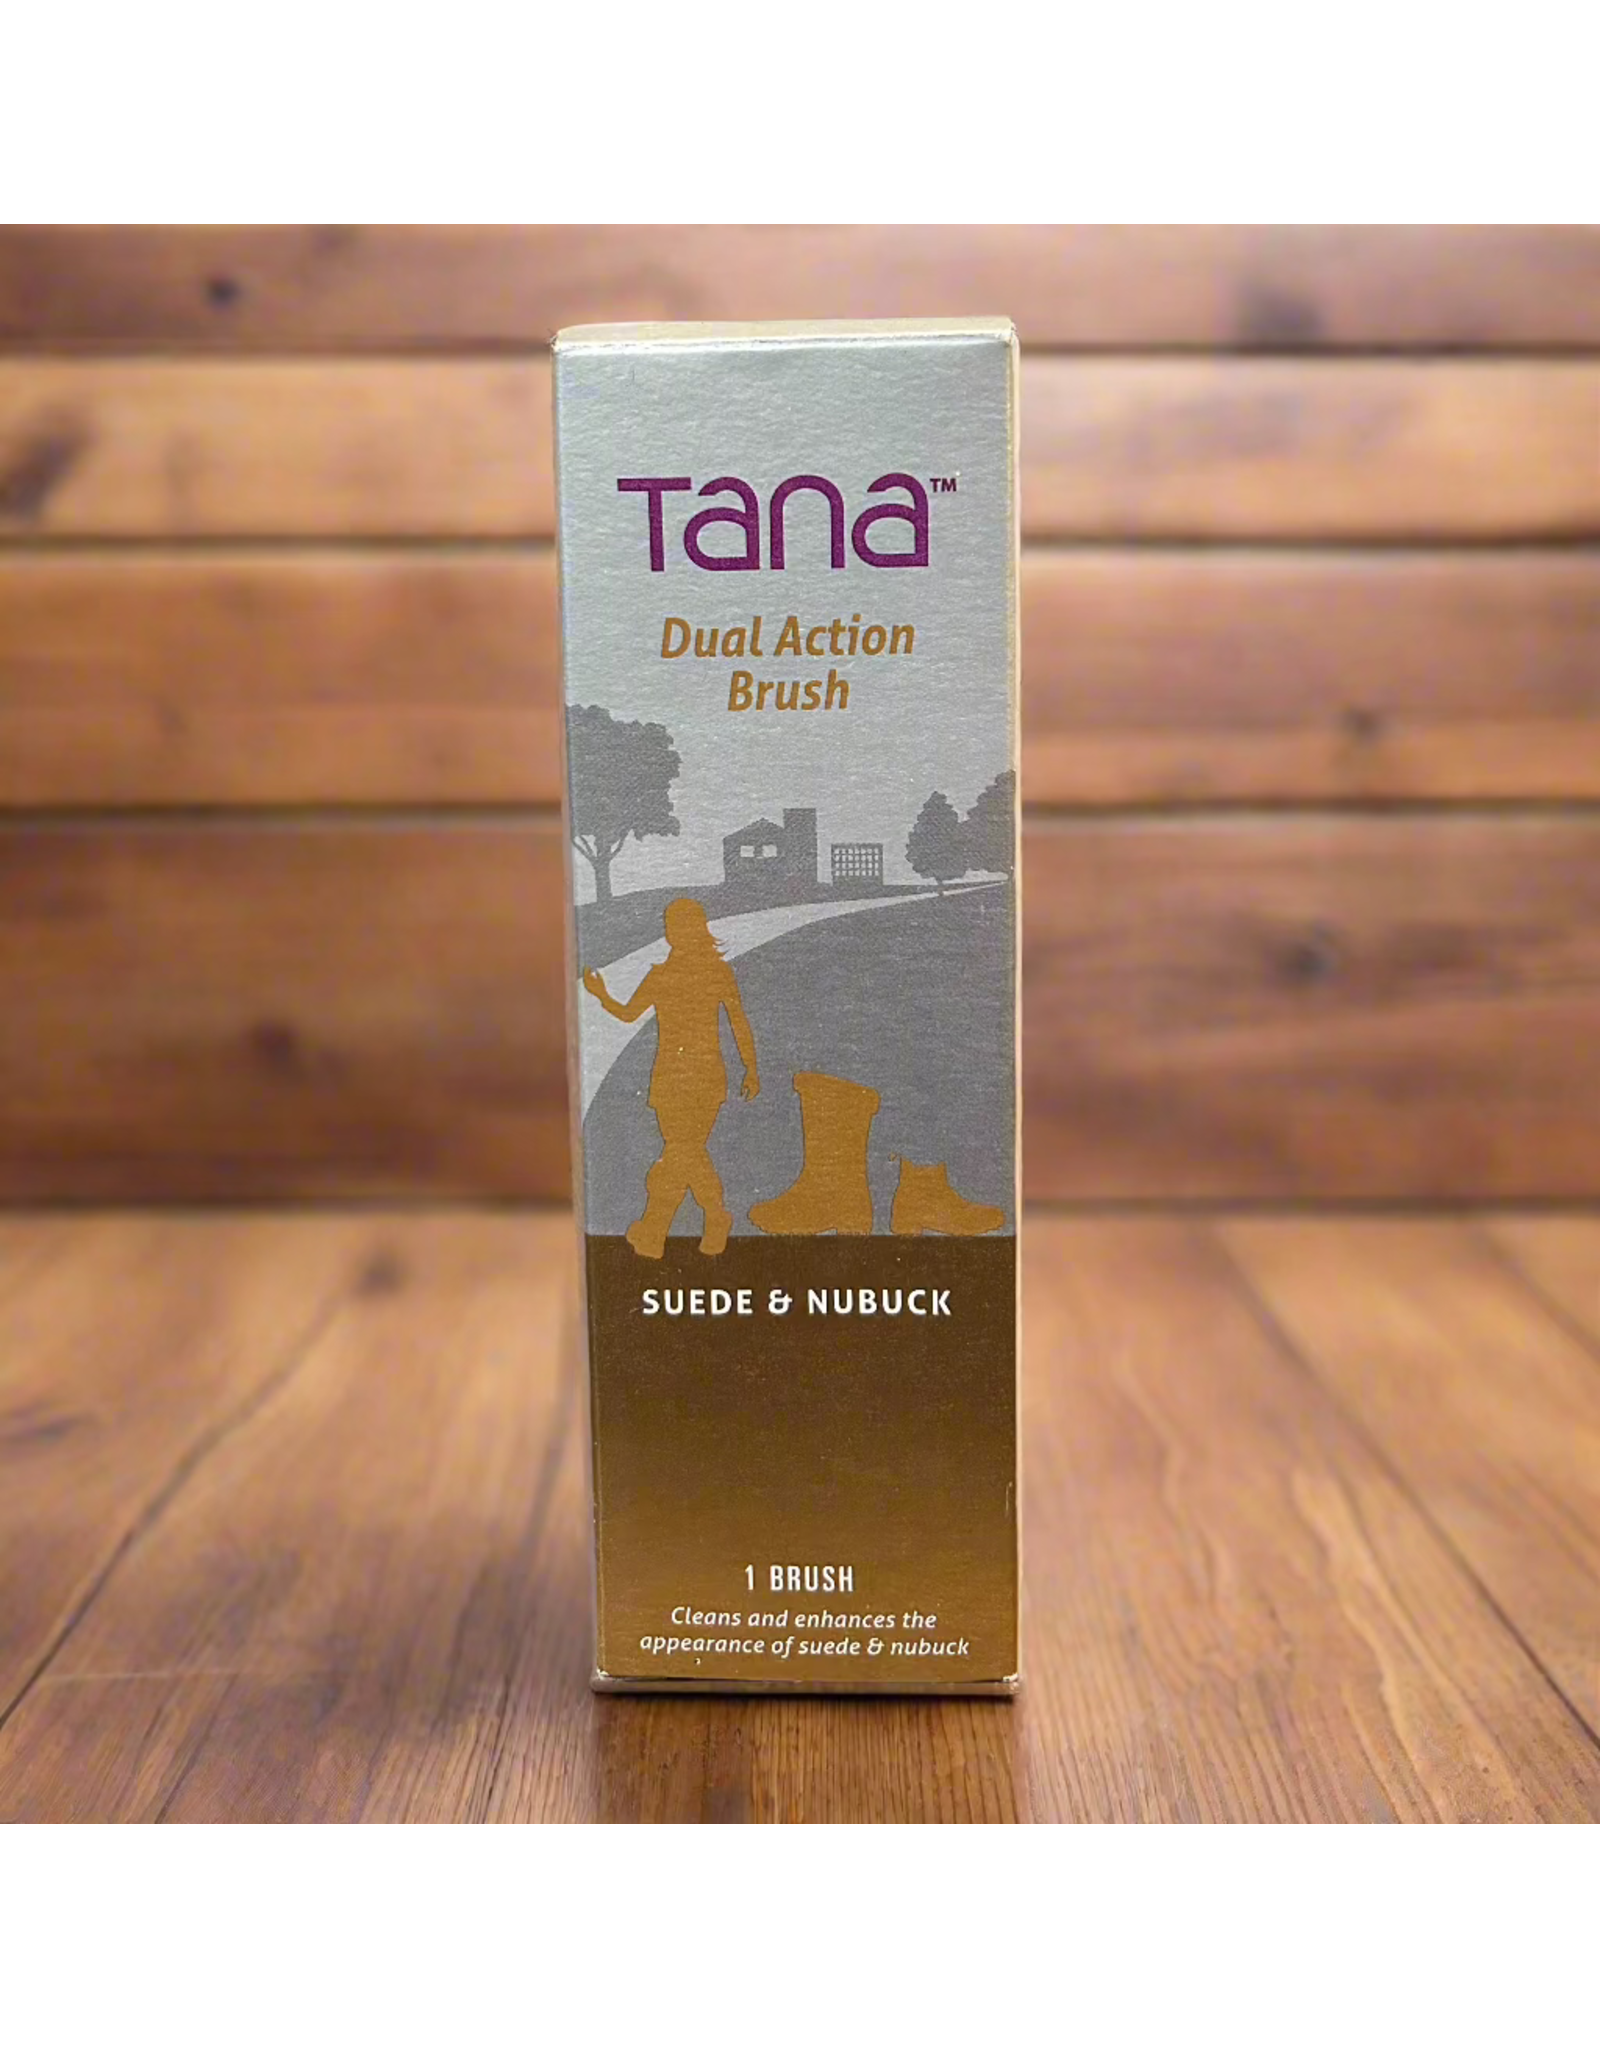 Tana™
Dual Action
Brush
SUEDE & NUBUCK
1 BRUSH
Cleans and enhances the
appearance of suede & nubuck